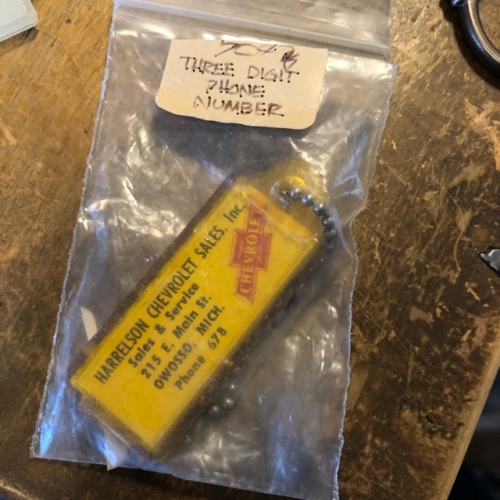 THREE DIGIT
PHONE
NUMBER
HARRELSON CHEVROLET SALES, Inc.
Sales & Service
215 E. Main St.
OWOSSO, MICH.
Phone 678
CHEVROLET